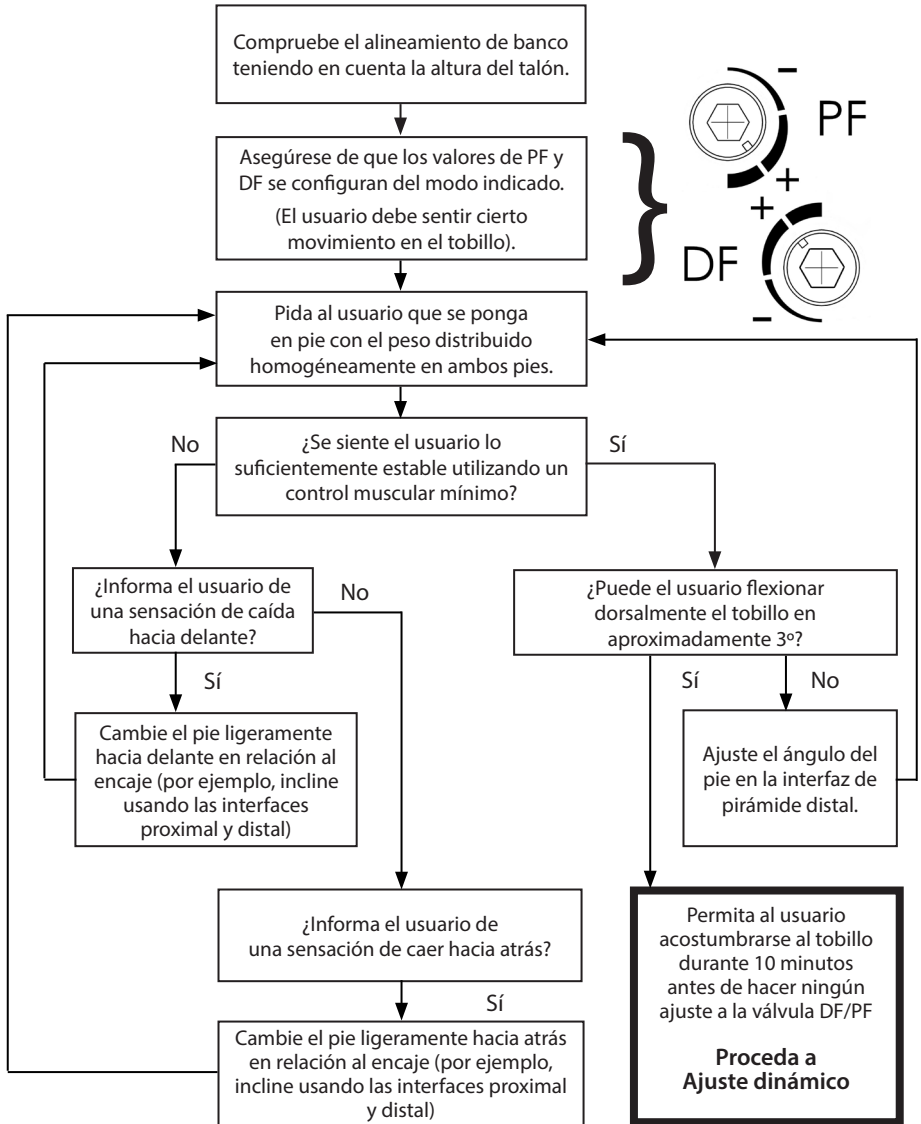 Compruebe el alineamiento de banco
teniendo en cuenta la altura del talón.
Asegúrese de que los valores de PF y
DF se configuran del modo indicado.
(El usuario debe sentir cierto
movimiento en el tobillo).
}
-
PF
+
+
DF
-
Pida al usuario que se ponga
en pie con el peso distribuido
homogéneamente en ambos pies.
¿Se siente el usuario lo
suficientemente estable utilizando un
control muscular mínimo?
No
Sí
¿Informa el usuario de
una sensación de caída
hacia delante?
No
Sí
Cambie el pie ligeramente
hacia delante en relación al
encaje (por ejemplo, incline
usando las interfaces
proximal y distal)
¿Puede el usuario flexionar
dorsalmente el tobillo en
aproximadamente 3º?
Sí
No
Ajuste el ángulo del
pie en la interfaz de
pirámide distal.
¿Informa el usuario de
una sensación de caer hacia atrás?
Sí
Cambie el pie ligeramente hacia atrás
en relación al encaje (por ejemplo,
incline usando las interfaces proximal
y distal)
Permita al usuario
acostumbrarse al tobillo
durante 10 minutos
antes de hacer ningún
ajuste a la válvula DF/PF
Proceda a
Ajuste dinámico